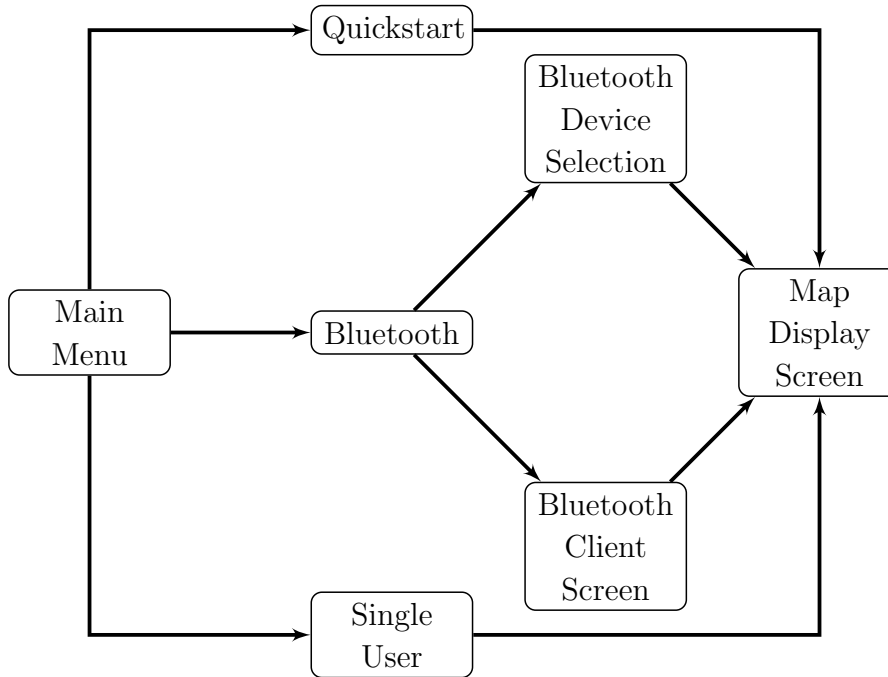 Quickstart
Bluetooth
Device
Selection
Main
Menu
Bluetooth
Map
Display
Screen
Bluetooth
Client
Screen
Single
User